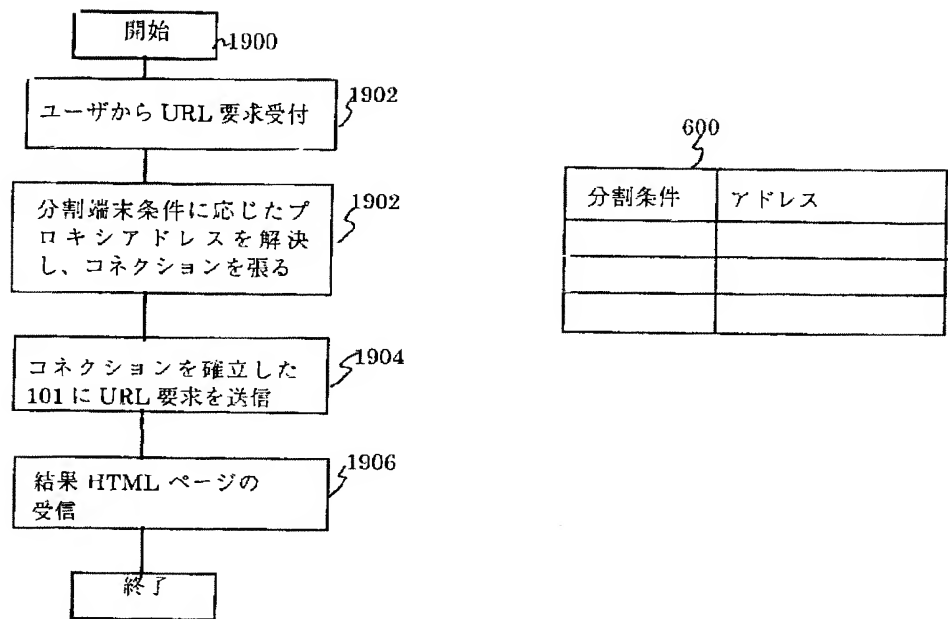 開始
1900
ユーザから URL 要求受付
1902
分割端末条件に応じたプ
ロキシアドレスを解決
し、コネクションを張る
1902
コネクションを確立した
101 に URL 要求を送信
1904
結果 HTML ページの
受信
1906
終了
600
分割条件
アドレス